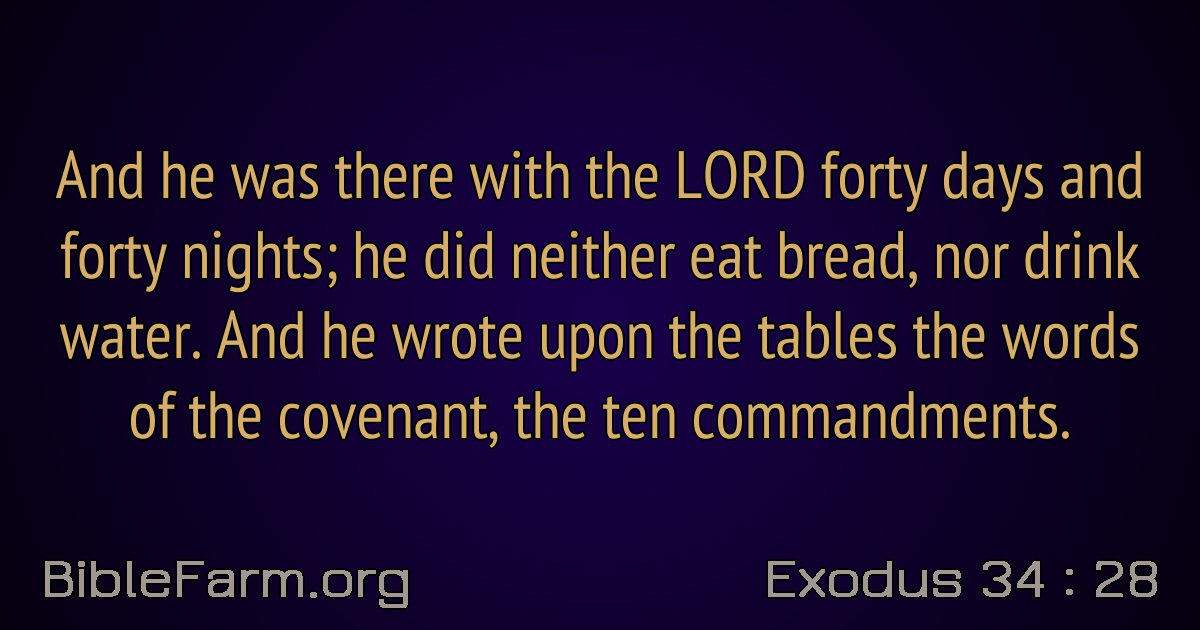 And he was there with the LORD forty days and
forty nights; he did neither eat bread, nor drink
water. And he wrote upon the tables the words
of the covenant, the ten commandments.
BibleFarm.org
Exodus 34 : 28